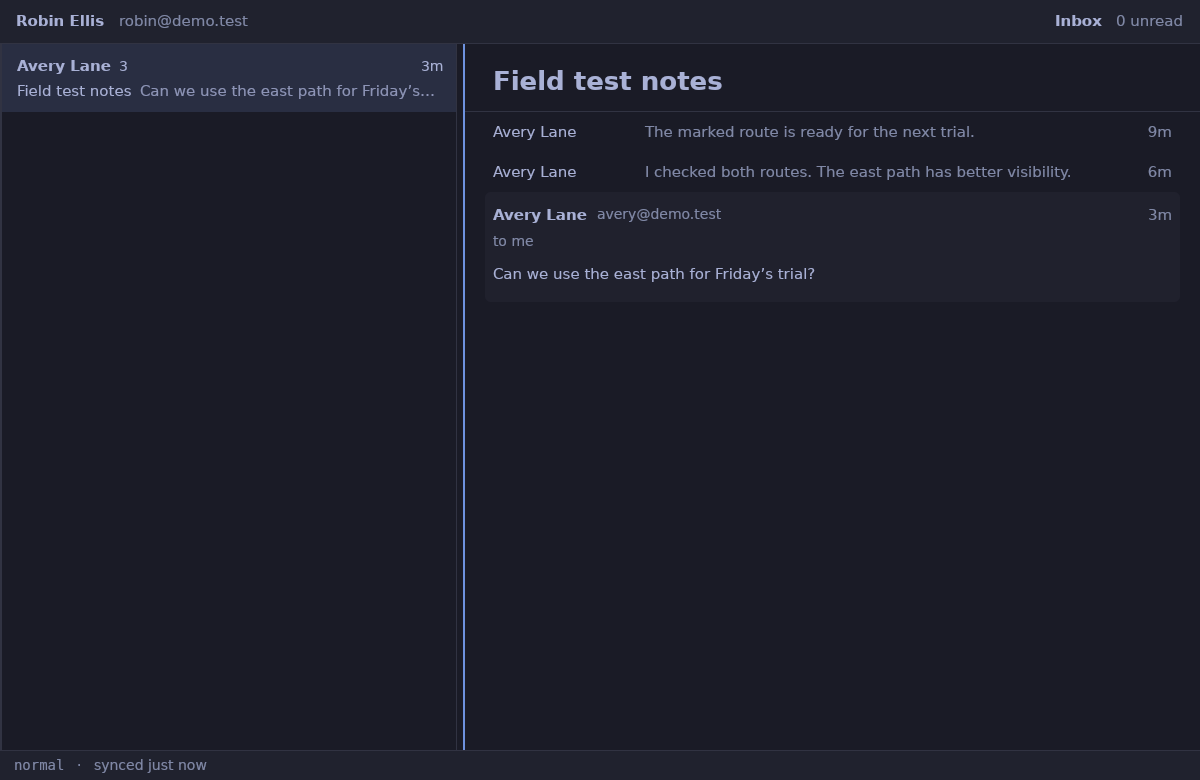 Robin Ellis robin@demo.test Inbox 0 unread
Avery Lane 3 3m
Field test notes Can we use the east path for Friday’s…
Field test notes
Avery Lane The marked route is ready for the next trial. 9m
Avery Lane I checked both routes. The east path has better visibility. 6m
Avery Lane avery@demo.test 3m
to me
Can we use the east path for Friday’s trial?
normal · synced just now